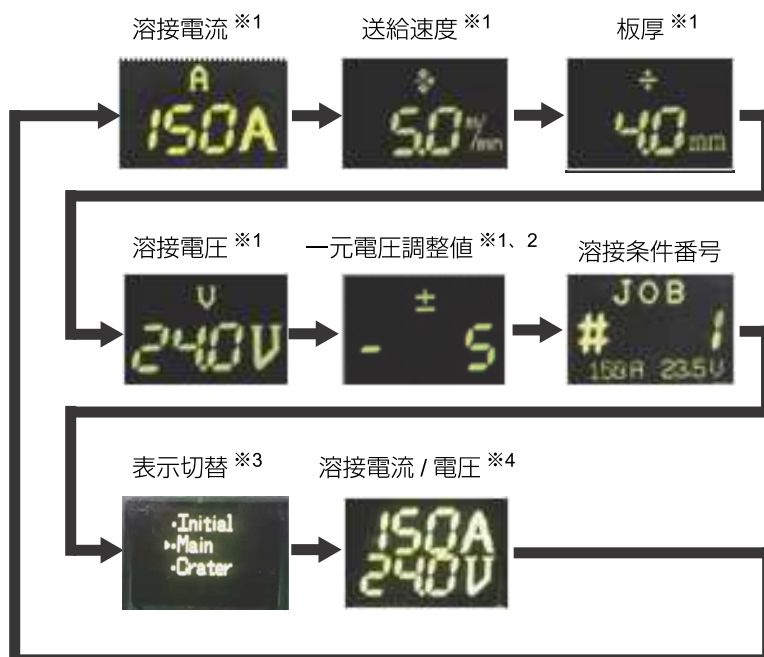 溶接電流 ※1
送給速度 ※1
板厚 ※1
A
150A
5.0 m/min
÷
4.0 mm
溶接電圧 ※1
一元電圧調整値 ※1、2
溶接条件番号
V
24.0V
±
- 5
JOB
# 1
150A 23.5V
表示切替 ※3
溶接電流 / 電圧 ※4
・Initial
▸・Main
・Crater
150A
24.0V